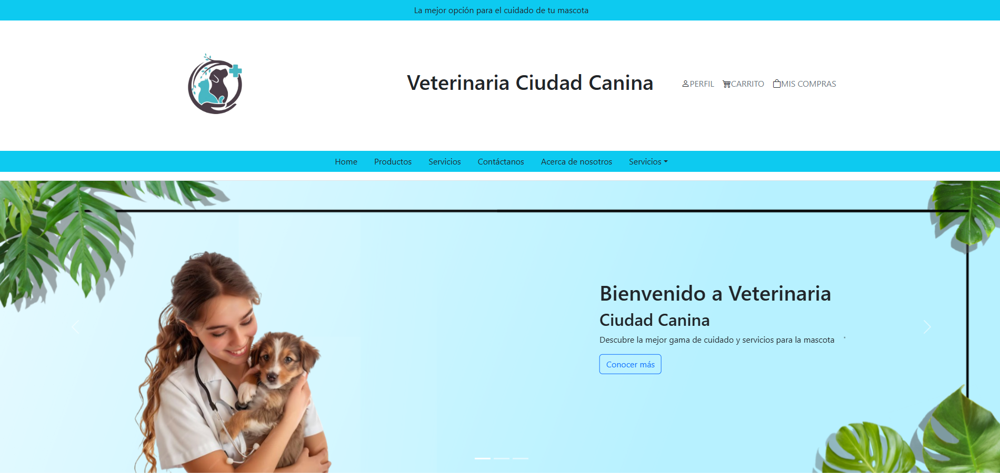 La mejor opción para el cuidado de tu mascota
Veterinaria Ciudad Canina
PERFIL CARRITO MIS COMPRAS
Home Productos Servicios Contáctanos Acerca de nosotros Servicios
Bienvenido a Veterinaria
Ciudad Canina
Descubre la mejor gama de cuidado y servicios para la mascota
Conocer más